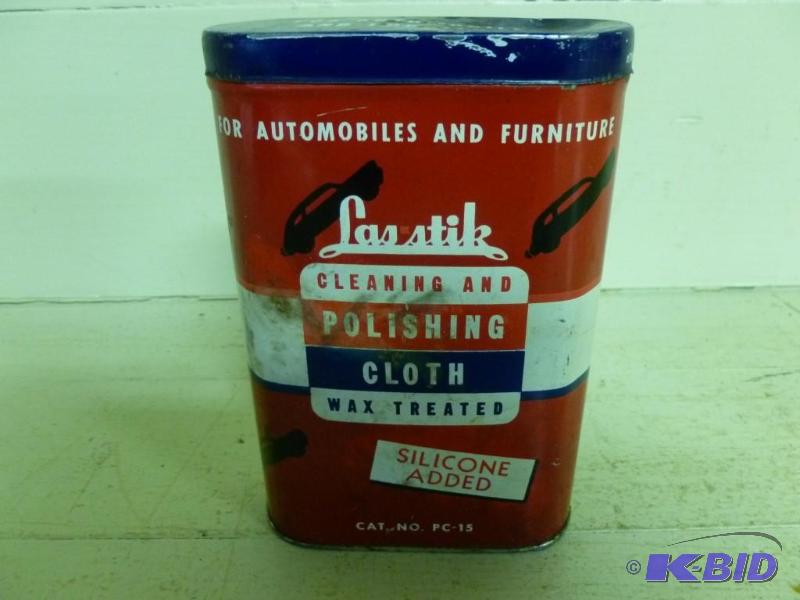 FOR AUTOMOBILES AND FURNITURE
Las-stik
CLEANING AND
POLISHING
CLOTH
WAX TREATED
SILICONE
ADDED
CAT. NO. PC-15
© K-BID